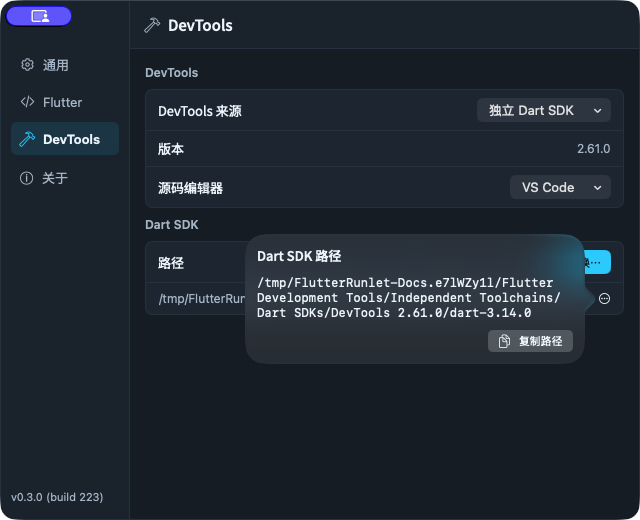 DevTools
通用
Flutter
DevTools
关于
DevTools
DevTools 来源
独立 Dart SDK
版本
2.61.0
源码编辑器
VS Code
Dart SDK
路径
/tmp/FlutterRun
Dart SDK 路径
/tmp/FlutterRunlet-Docs.e7lWZy1l/Flutter
Development Tools/Independent Toolchains/
Dart SDKs/DevTools 2.61.0/dart-3.14.0
复制路径
v0.3.0 (build 223)